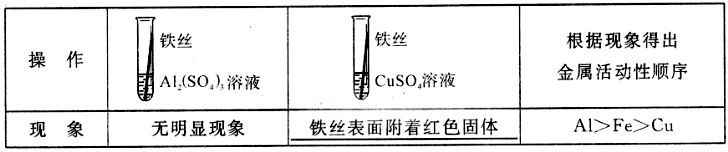 操 作
铁丝
Al₂(SO₄)₃溶液
铁丝
CuSO₄溶液
根据现象得出
金属活动性顺序
现 象
无明显现象
铁丝表面附着红色固体
Al>Fe>Cu